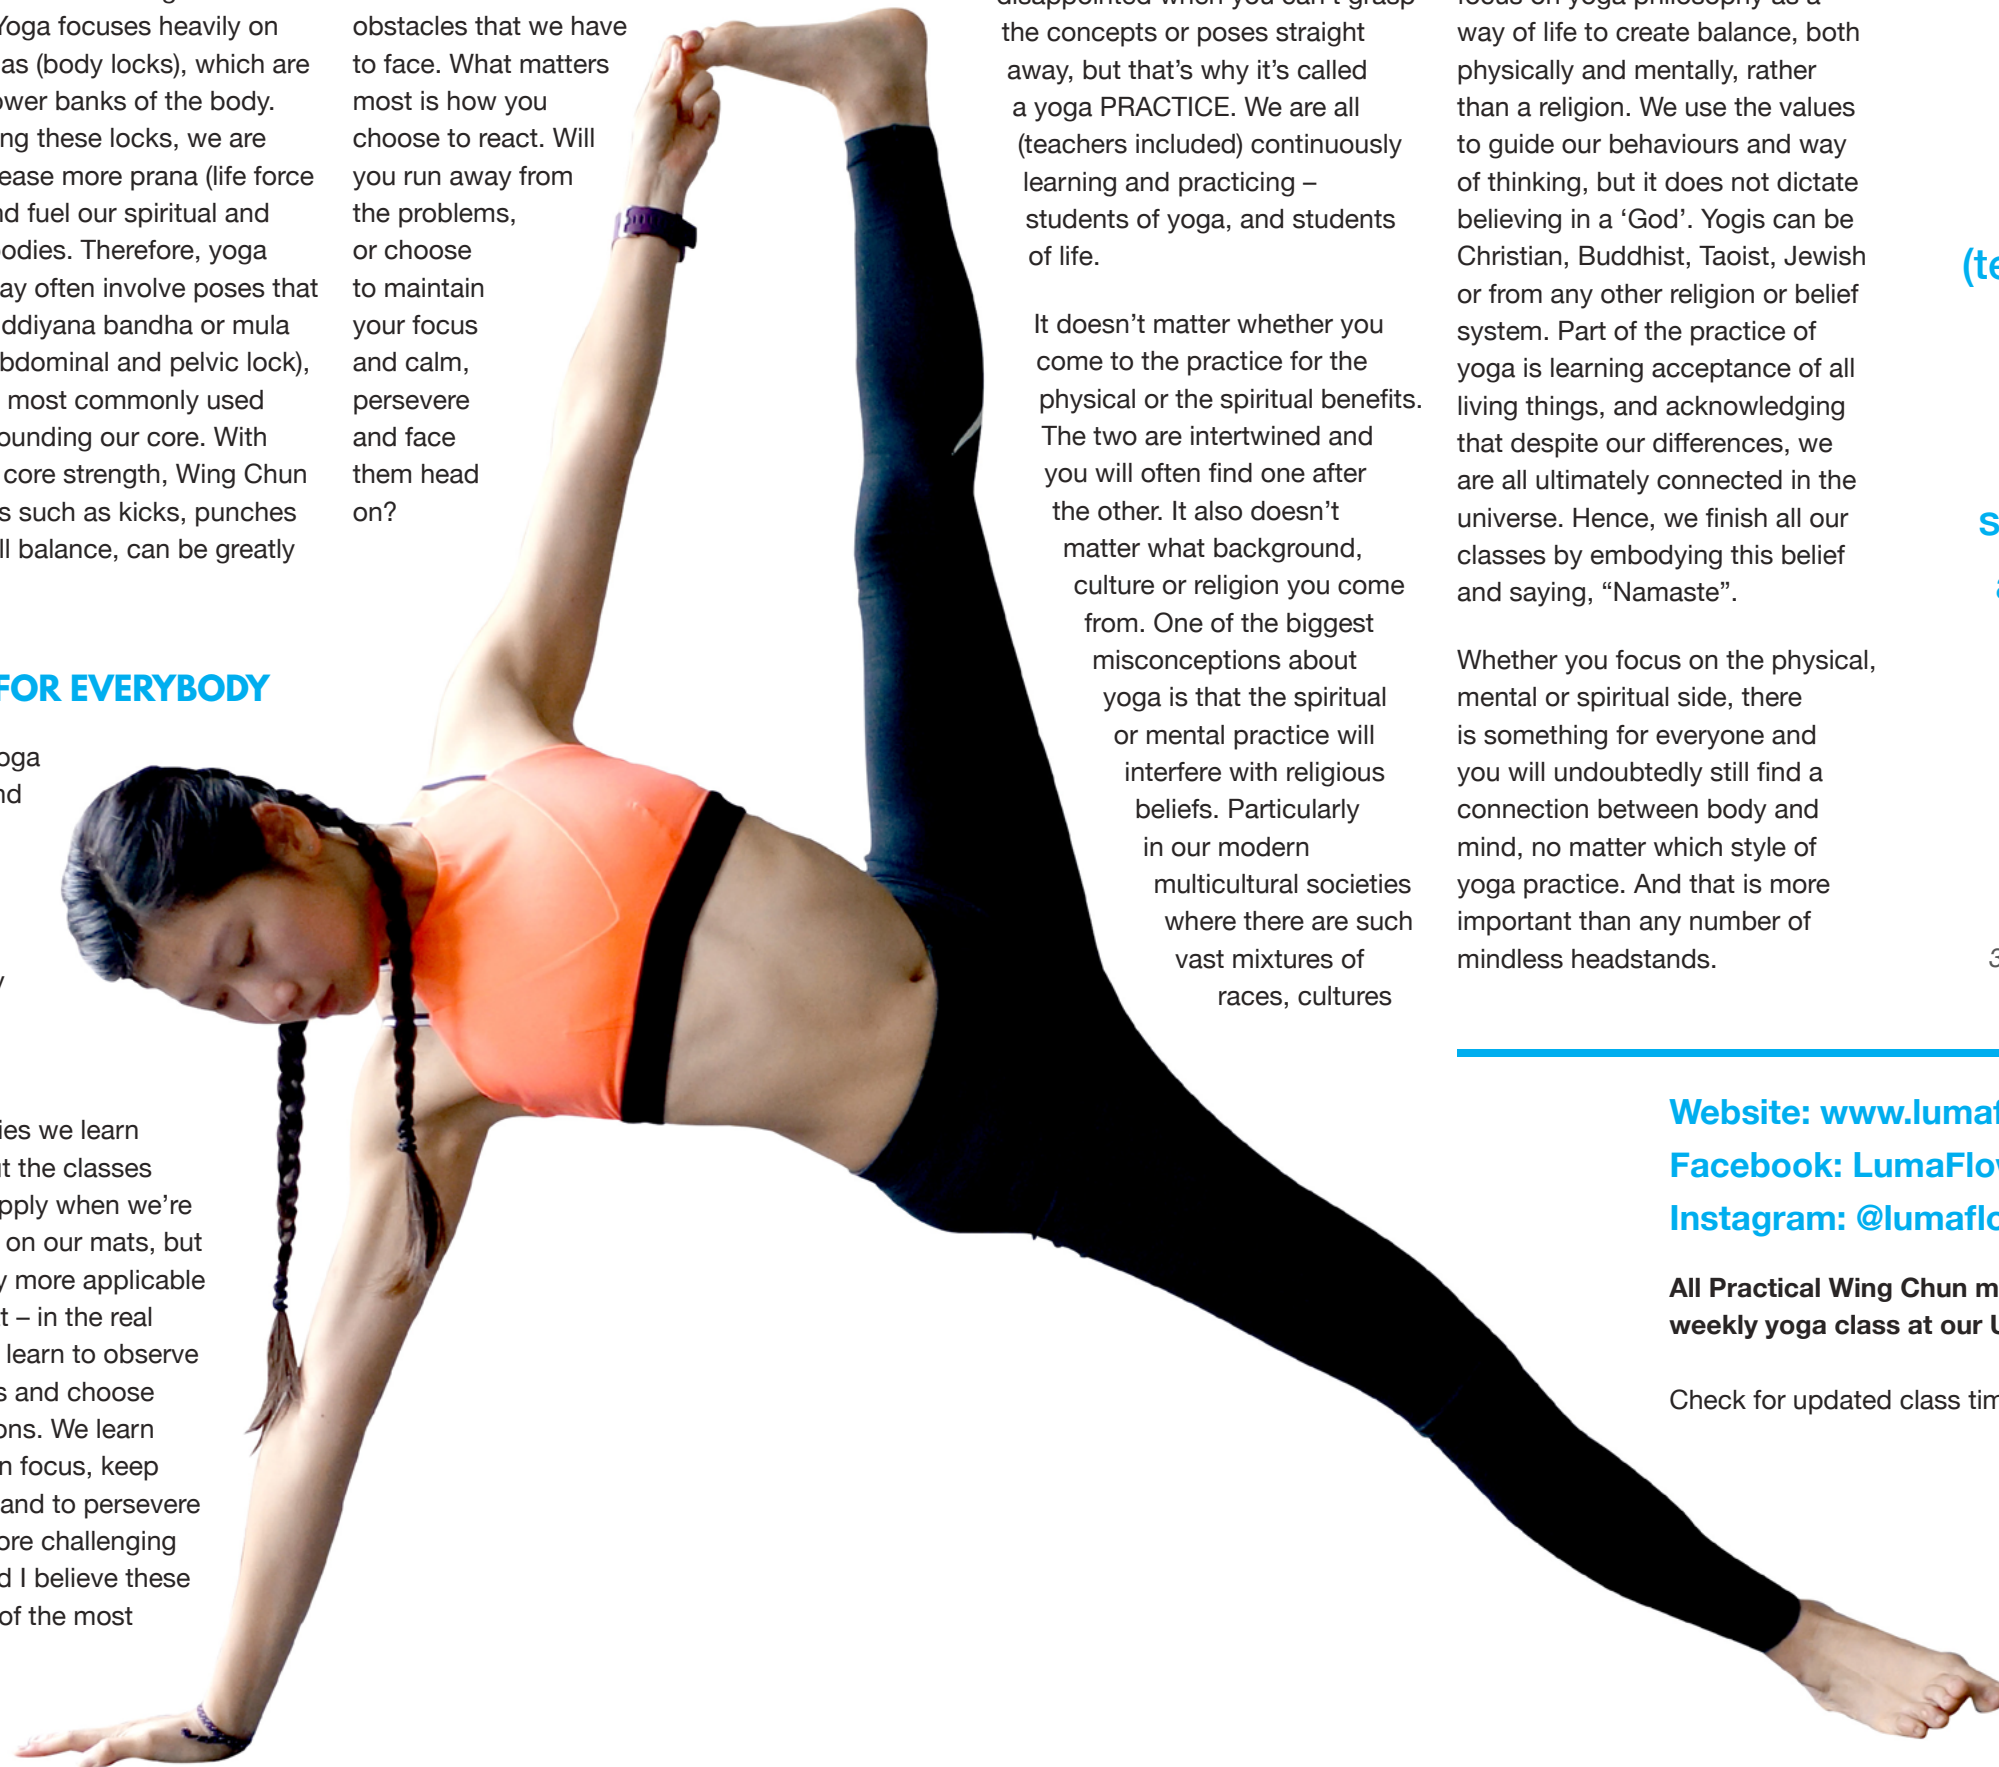 Yoga focuses heavily on
as (body locks), which are
ower banks of the body.
ng these locks, we are
ease more prana (life force
nd fuel our spiritual and
odies. Therefore, yoga
ay often involve poses that
ddiyana bandha or mula
bdominal and pelvic lock),
most commonly used
ounding our core. With
core strength, Wing Chun
s such as kicks, punches
ll balance, can be greatly
FOR EVERYBODY
oga
nd
y
ies we learn
t the classes
pply when we're
on our mats, but
y more applicable
t – in the real
learn to observe
s and choose
ons. We learn
n focus, keep
and to persevere
ore challenging
d I believe these
of the most
obstacles that we have
to face. What matters
most is how you
choose to react. Will
you run away from
the problems,
or choose
to maintain
your focus
and calm,
persevere
and face
them head
on?
disappointed when you can't grasp
the concepts or poses straight
away, but that's why it's called
a yoga PRACTICE. We are all
(teachers included) continuously
learning and practicing –
students of yoga, and students
of life.
It doesn't matter whether you
come to the practice for the
physical or the spiritual benefits.
The two are intertwined and
you will often find one after
the other. It also doesn't
matter what background,
culture or religion you come
from. One of the biggest
misconceptions about
yoga is that the spiritual
or mental practice will
interfere with religious
beliefs. Particularly
in our modern
multicultural societies
where there are such
vast mixtures of
races, cultures
focus on yoga philosophy as a
way of life to create balance, both
physically and mentally, rather
than a religion. We use the values
to guide our behaviours and way
of thinking, but it does not dictate
believing in a ‘God’. Yogis can be
Christian, Buddhist, Taoist, Jewish
or from any other religion or belief
system. Part of the practice of
yoga is learning acceptance of all
living things, and acknowledging
that despite our differences, we
are all ultimately connected in the
universe. Hence, we finish all our
classes by embodying this belief
and saying, “Namaste”.
Whether you focus on the physical,
mental or spiritual side, there
is something for everyone and
you will undoubtedly still find a
connection between body and
mind, no matter which style of
yoga practice. And that is more
important than any number of
mindless headstands.
(te
s
Website: www.lumaf
Facebook: LumaFlo
Instagram: @lumaflo
All Practical Wing Chun m
weekly yoga class at our U
Check for updated class tim